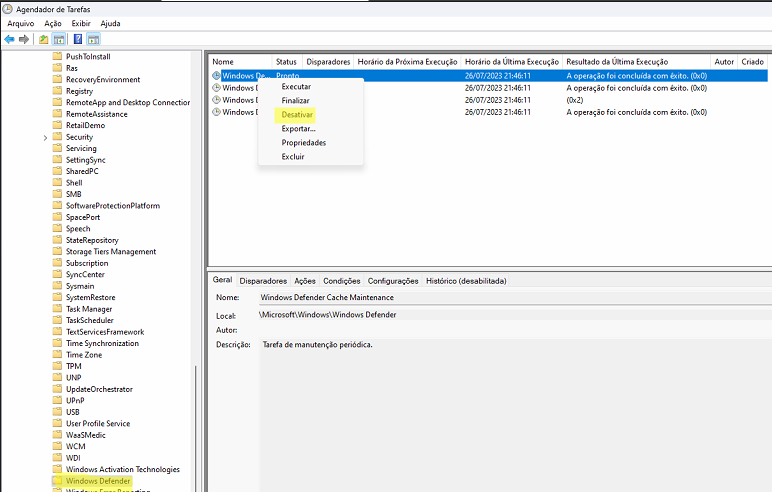 Agendador de Tarefas
Arquivo Ação Exibir Ajuda
PushToInstall
Ras
RecoveryEnvironment
Registry
RemoteApp and Desktop Connection
RemoteAssistance
RetailDemo
Security
Servicing
SettingSync
SharedPC
Shell
SMB
SoftwareProtectionPlatform
SpacePort
Speech
StateRepository
Storage Tiers Management
Subscription
SyncCenter
Sysmain
SystemRestore
Task Manager
TaskScheduler
TextServicesFramework
Time Synchronization
Time Zone
TPM
UNP
UpdateOrchestrator
UPnP
USB
User Profile Service
WaaSMedic
WCM
WDI
Windows Activation Technologies
Windows Defender
Windows Error Reporting
Nome Status Disparadores Horário da Próxima Execução Horário da Última Execução Resultado da Última Execução Autor Criado
Windows De... Pronto 26/07/2023 21:46:11 A operação foi concluída com êxito. (0x0)
Windows D 26/07/2023 21:46:11 A operação foi concluída com êxito. (0x0)
Windows D 26/07/2023 21:46:11 (0x2)
Windows D 26/07/2023 21:46:11 A operação foi concluída com êxito. (0x0)
Executar
Finalizar
Desativar
Exportar...
Propriedades
Excluir
Geral Disparadores Ações Condições Configurações Histórico (desabilitada)
Nome: Windows Defender Cache Maintenance
Local: \Microsoft\Windows\Windows Defender
Autor:
Descrição: Tarefa de manutenção periódica.